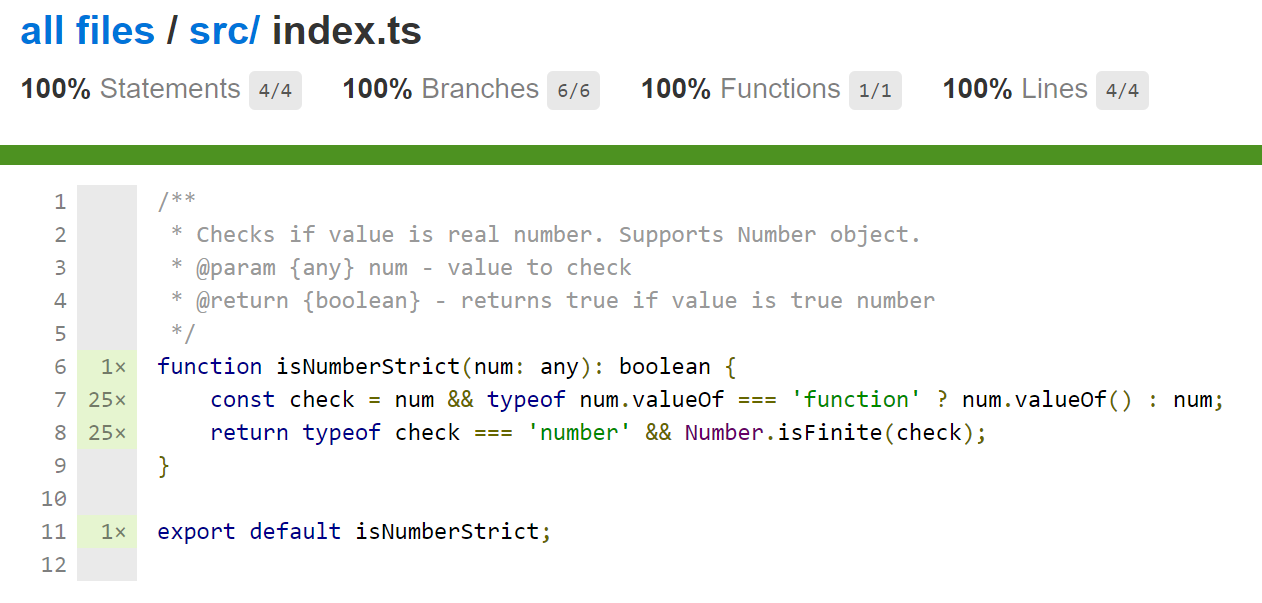 all files / src/ index.ts
100% Statements 4/4 100% Branches 6/6 100% Functions 1/1 100% Lines 4/4
1 /**
2  * Checks if value is real number. Supports Number object.
3  * @param {any} num - value to check
4  * @return {boolean} - returns true if value is true number
5  */
6 1× function isNumberStrict(num: any): boolean {
7 25×     const check = num && typeof num.valueOf === 'function' ? num.valueOf() : num;
8 25×     return typeof check === 'number' && Number.isFinite(check);
9 }
10
11 1× export default isNumberStrict;
12